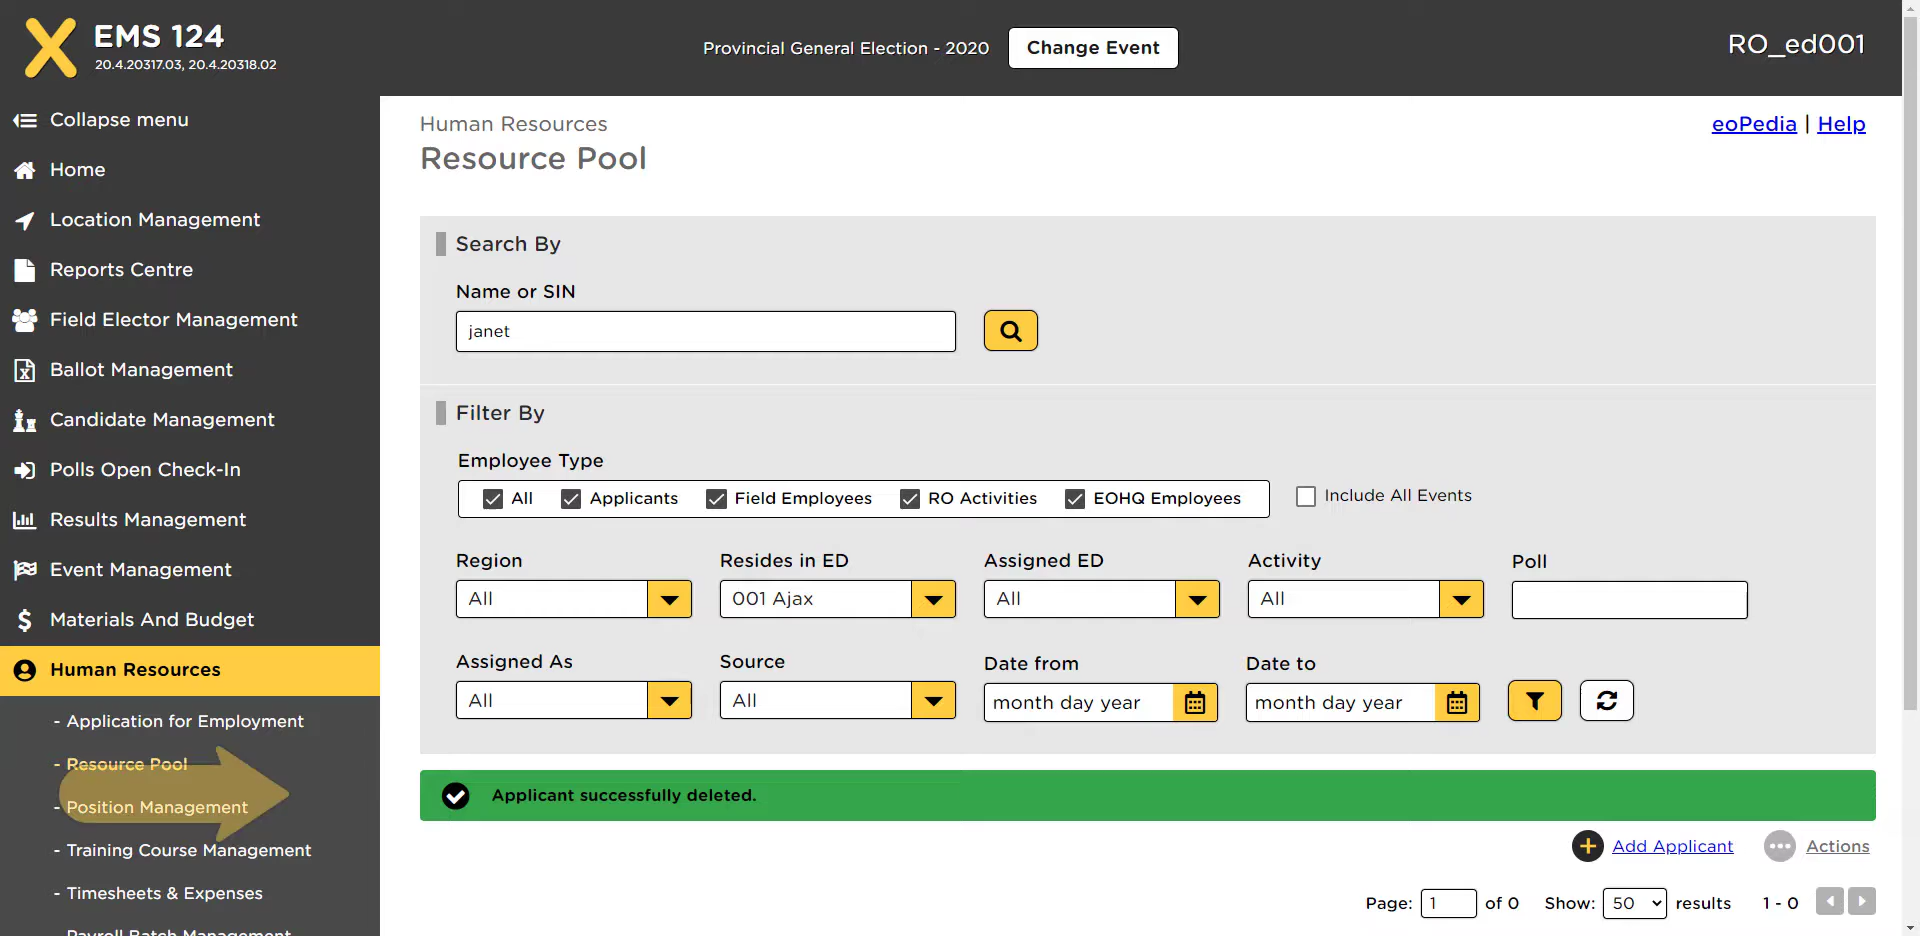 EMS 124
20.4.20317.03, 20.4.20318.02
Provincial General Election - 2020
Change Event
RO_ed001
Collapse menu
Home
Location Management
Reports Centre
Field Elector Management
Ballot Management
Candidate Management
Polls Open Check-In
Results Management
Event Management
Materials And Budget
Human Resources
- Application for Employment
- Resource Pool
- Position Management
- Training Course Management
- Timesheets & Expenses
Payroll Batch Management
Human Resources
eoPedia | Help
Resource Pool
Search By
Name or SIN
janet
Filter By
Employee Type
All Applicants Field Employees RO Activities EOHQ Employees
Include All Events
Region Resides in ED Assigned ED Activity Poll
All 001 Ajax All All
Assigned As Source Date from Date to
All All month day year month day year
Applicant successfully deleted.
Add Applicant Actions
Page: 1 of 0 Show: 50 results 1 - 0